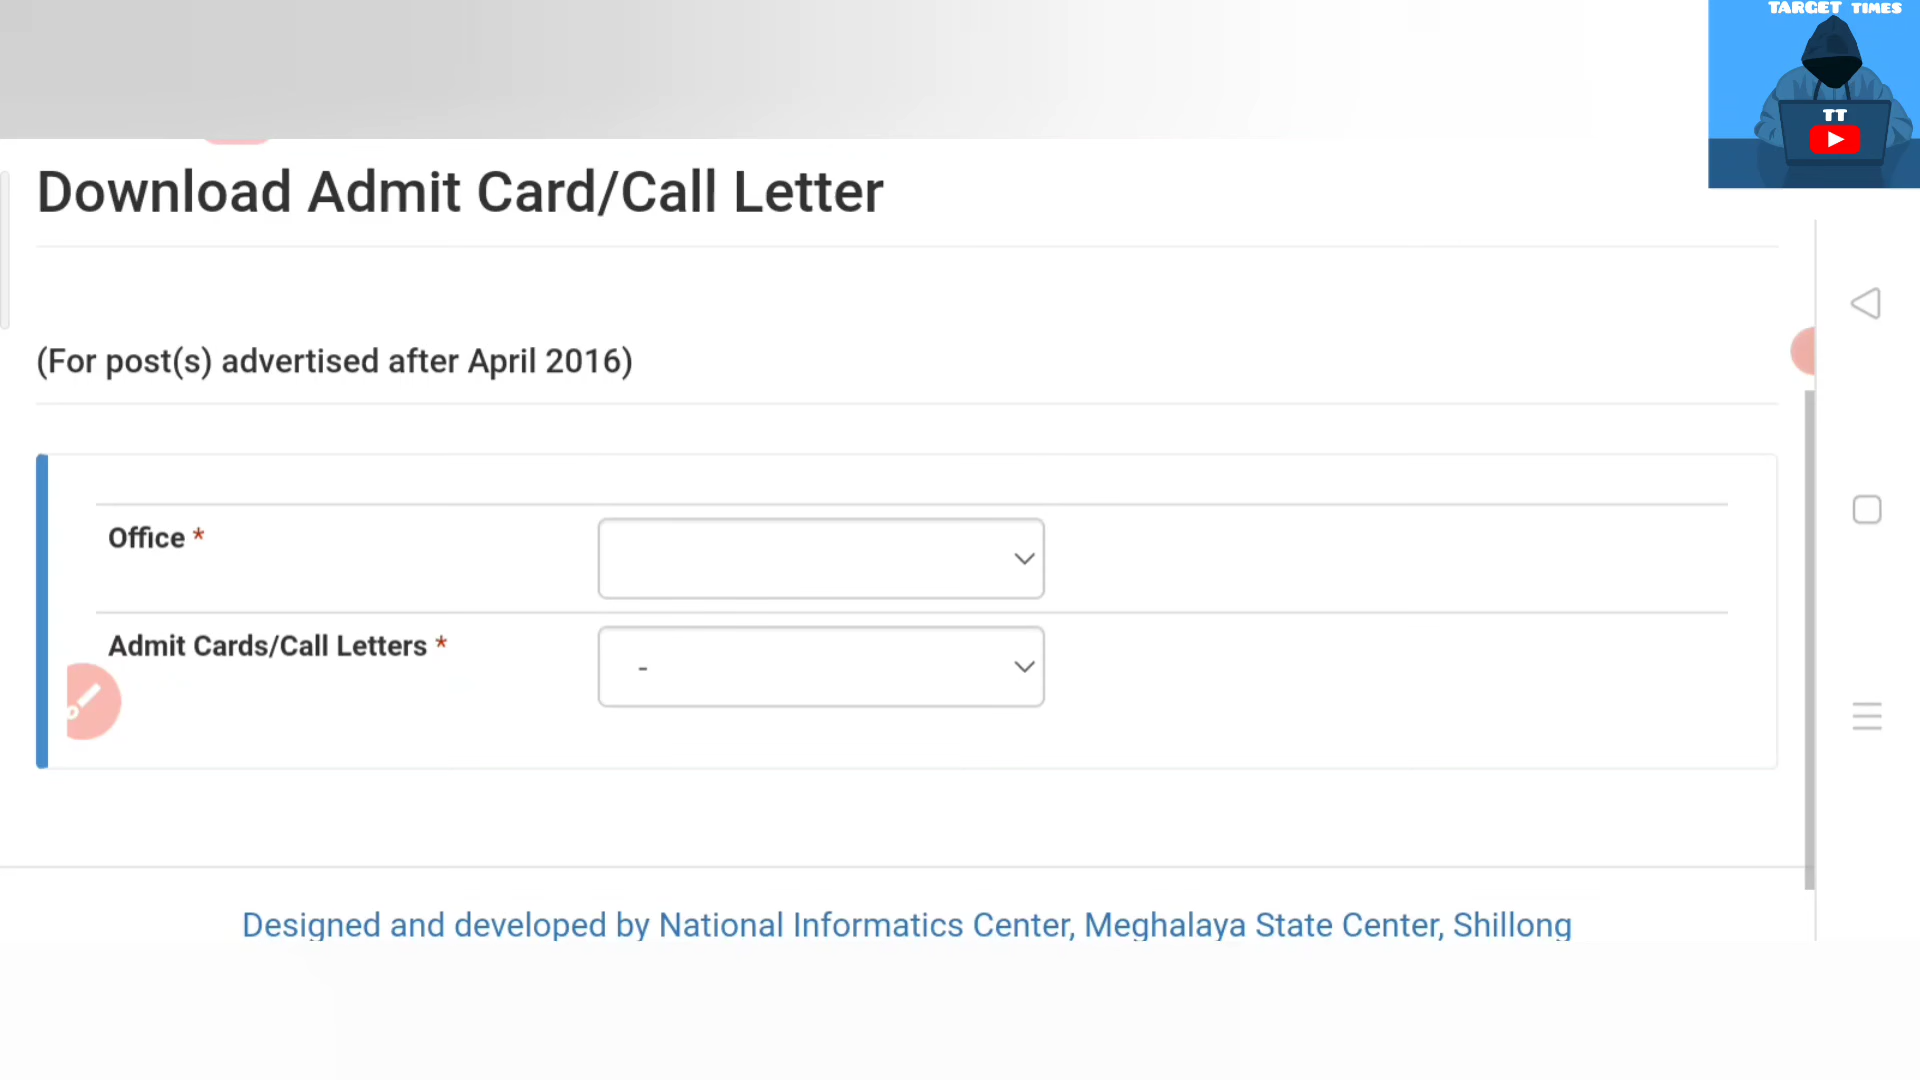 TARGET TIMES
TT
Download Admit Card/Call Letter
(For post(s) advertised after April 2016)
Office *
Admit Cards/Call Letters *
-
Designed and developed by National Informatics Center, Meghalaya State Center, Shillong